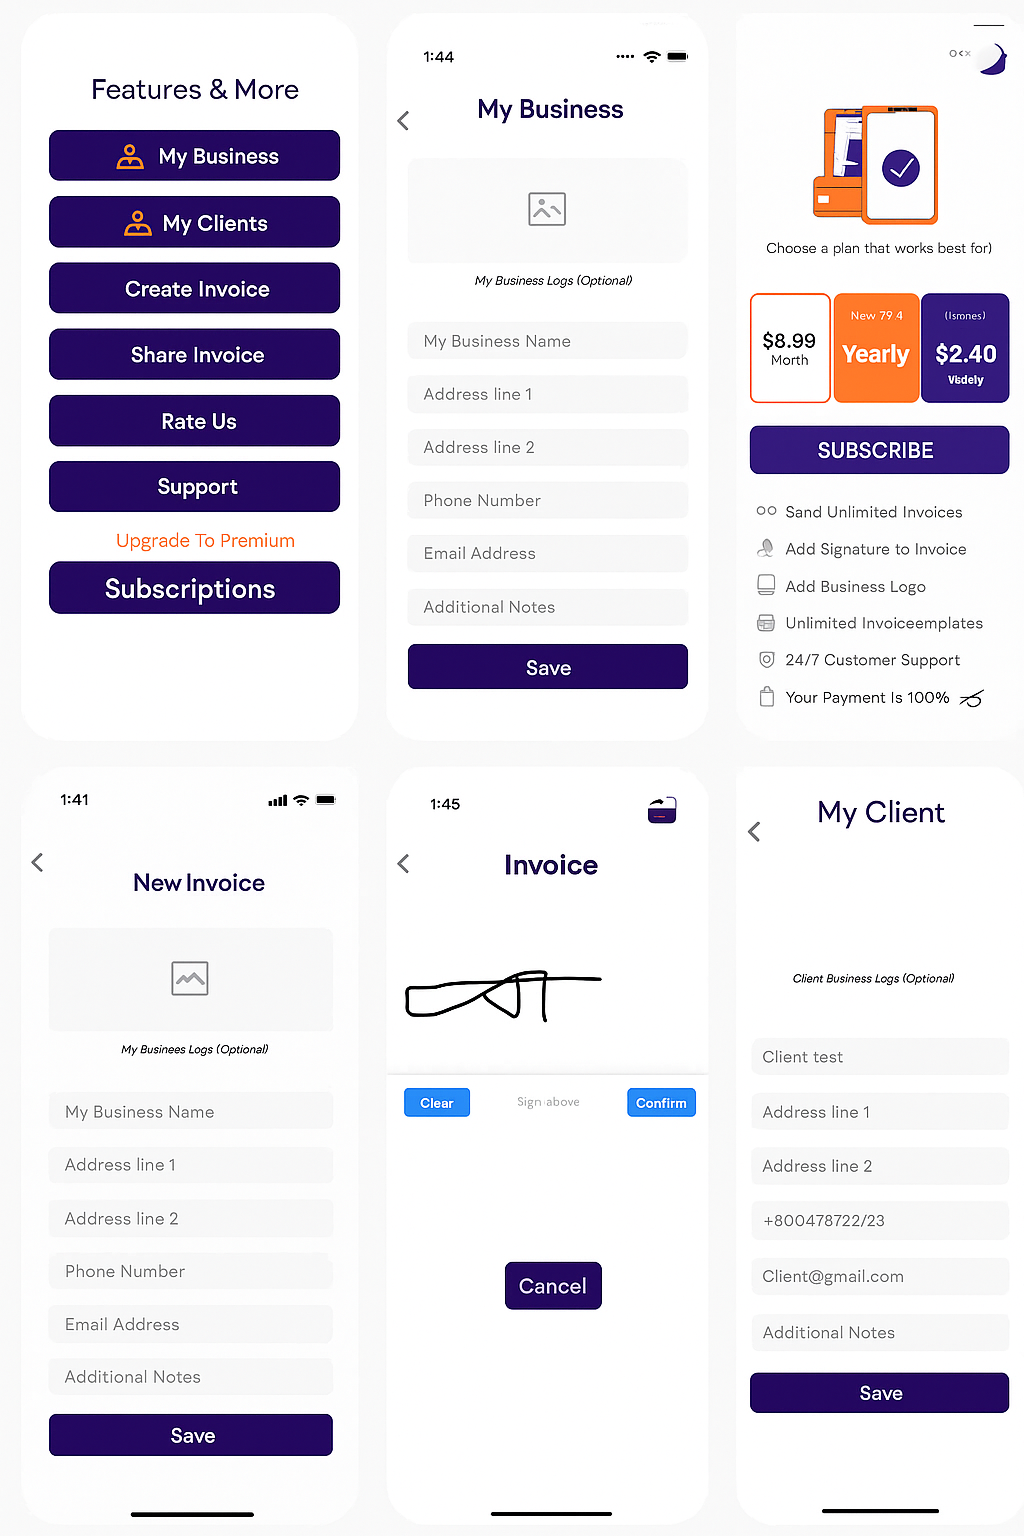 Features & More
My Business
My Clients
Create Invoice
Share Invoice
Rate Us
Support
Upgrade To Premium
Subscriptions
1:44
My Business
My Business Logs (Optional)
My Business Name
Address line 1
Address line 2
Phone Number
Email Address
Additional Notes
Save
Choose a plan that works best for)
$8.99
Morth
New 79 4
Yearly
(Ismnes)
$2.40
SUBSCRIBE
Sand Unlimited Invoices
Add Signature to Invoice
Add Business Logo
Unlimited Invoiceemplates
24/7 Customer Support
Your Payment Is 100%
1:41
New Invoice
My Businees Logs (Optional)
My Business Name
Address line 1
Address line 2
Phone Number
Email Address
Additional Notes
Save
1:45
Invoice
Clear
Sign above
Confirm
Cancel
My Client
Client Business Logs (Optional)
Client test
Address line 1
Address line 2
+800478722/23
Client@gmail.com
Additional Notes
Save